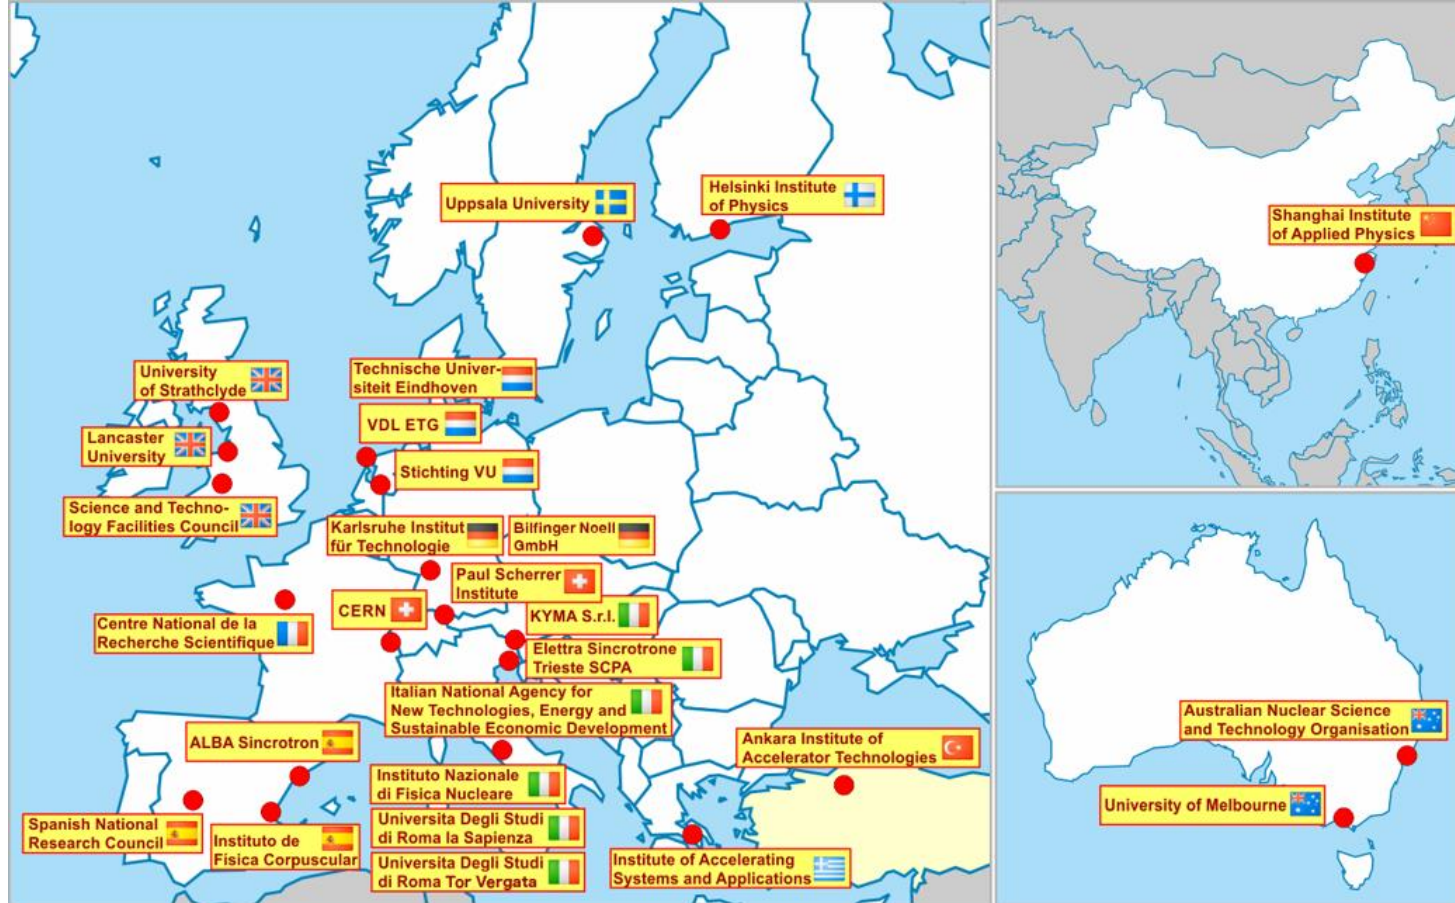 Uppsala University
Helsinki Institute
of Physics
Shanghai Institute
of Applied Physics
University
of Strathclyde
Technische Univer-
siteit Eindhoven
VDL ETG
Lancaster
University
Stichting VU
Science and Techno-
logy Facilities Council
Karlsruhe Institut
für Technologie
Bilfinger Noell
GmbH
Paul Scherrer
Institute
CERN
KYMA S.r.l.
Centre National de la
Recherche Scientifique
Elettra Sincrotrone
Trieste SCPA
Italian National Agency for
New Technologies, Energy and
Sustainable Economic Development
ALBA Sincrotron
Ankara Institute of
Accelerator Technologies
Instituto Nazionale
di Fisica Nucleare
Spanish National
Research Council
Instituto de
Física Corpuscular
Universita Degli Studi
di Roma la Sapienza
Universita Degli Studi
di Roma Tor Vergata
Institute of Accelerating
Systems and Applications
Australian Nuclear Science
and Technology Organisation
University of Melbourne